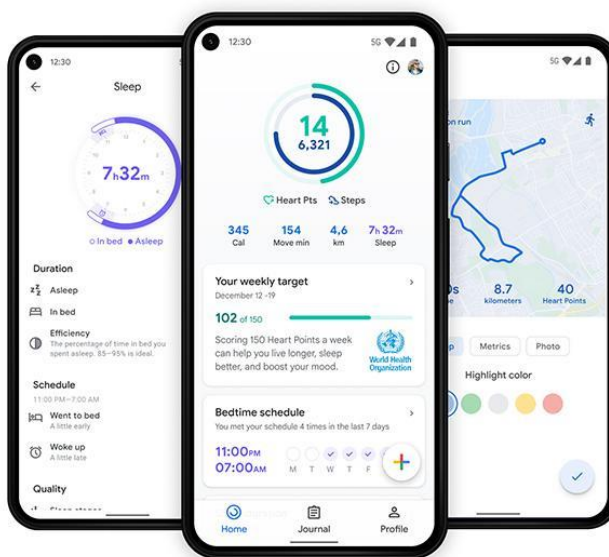 12:30
Sleep
7h 32m
In bed Asleep
Duration
Asleep
In bed
Efficiency
The percentage of time in bed you
spent asleep. 85–95% is ideal.
Schedule
11:00 PM–7:00 AM
Went to bed
A little early
Woke up
A little late
Quality
12:30 5G
14
6,321
Heart Pts Steps
345 154 4,6 7h 32m
Cal Move min km Sleep
Your weekly target
December 12 -19
102 of 150
Scoring 150 Heart Points a week
can help you live longer, sleep
better, and boost your mood.
World Health
Organization
Bedtime schedule
You met your schedule 4 times in the last 7 days
11:00PM
07:00AM
M T W T F
Home Journal Profile
5G
on run
0s 8.7 40
kilometers Heart Points
Metrics Photo
Highlight color